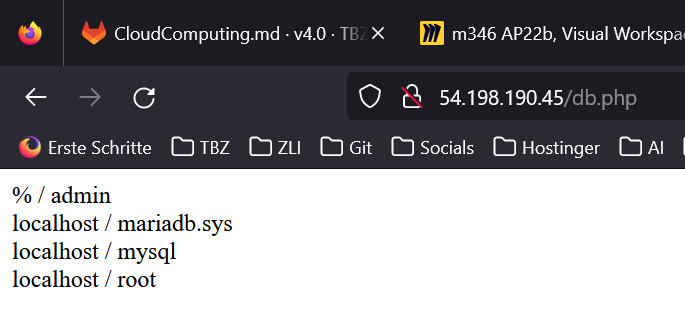 CloudComputing.md · v4.0 · TBZ
m346 AP22b, Visual Workspa
54.198.190.45/db.php
Erste Schritte TBZ ZLI Git Socials Hostinger AI
% / admin
localhost / mariadb.sys
localhost / mysql
localhost / root